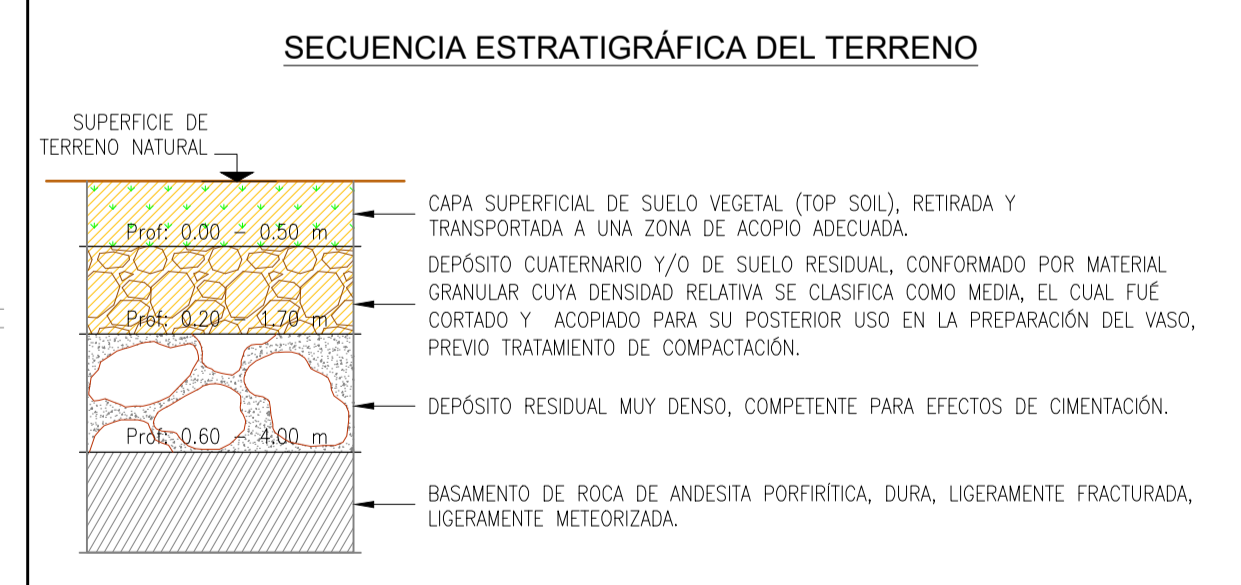 SECUENCIA ESTRATIGRÁFICA DEL TERRENO
SUPERFICIE DE
TERRENO NATURAL
Prof: 0.00 - 0.50 m
CAPA SUPERFICIAL DE SUELO VEGETAL (TOP SOIL), RETIRADA Y
TRANSPORTADA A UNA ZONA DE ACOPIO ADECUADA.
Prof: 0.20 - 1.70 m
DEPÓSITO CUATERNARIO Y/O DE SUELO RESIDUAL, CONFORMADO POR MATERIAL
GRANULAR CUYA DENSIDAD RELATIVA SE CLASIFICA COMO MEDIA, EL CUAL FUÉ
CORTADO Y ACOPIADO PARA SU POSTERIOR USO EN LA PREPARACIÓN DEL VASO,
PREVIO TRATAMIENTO DE COMPACTACIÓN.
Prof: 0.60 - 4.00 m
DEPÓSITO RESIDUAL MUY DENSO, COMPETENTE PARA EFECTOS DE CIMENTACIÓN.
BASAMENTO DE ROCA DE ANDESITA PORFIRÍTICA, DURA, LIGERAMENTE FRACTURADA,
LIGERAMENTE METEORIZADA.